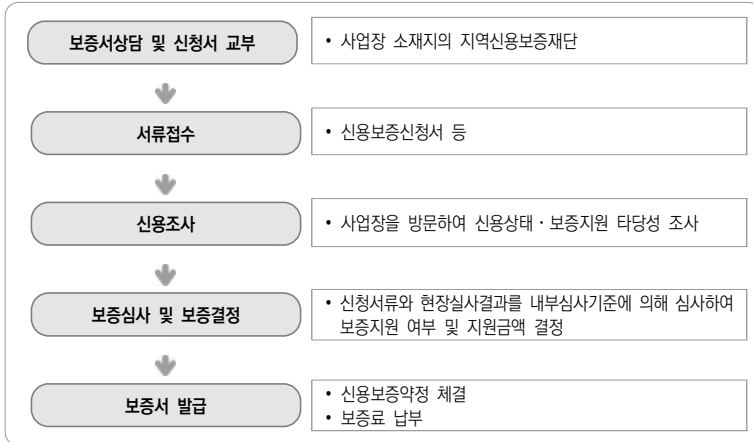 보증서상담 및 신청서 교부
• 사업장 소재지의 지역신용보증재단
서류접수
• 신용보증신청서 등
신용조사
• 사업장을 방문하여 신용상태 · 보증지원 타당성 조사
보증심사 및 보증결정
• 신청서류와 현장실사결과를 내부심사기준에 의해 심사하여
보증지원 여부 및 지원금액 결정
보증서 발급
• 신용보증약정 체결
• 보증료 납부